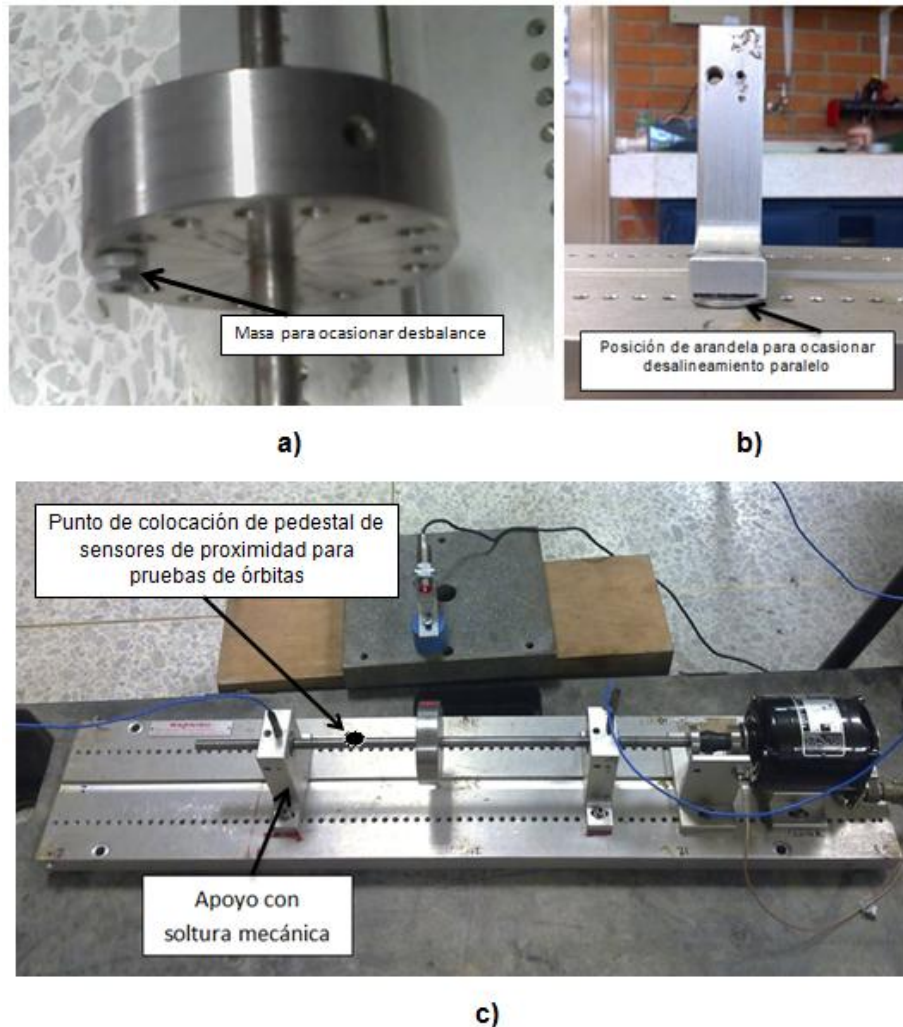 Masa para ocasionar desbalance
Posición de arandela para ocasionar
desalineamiento paralelo
a)
b)
Punto de colocación de pedestal de
sensores de proximidad para
pruebas de órbitas
Apoyo con
soltura mecánica
c)